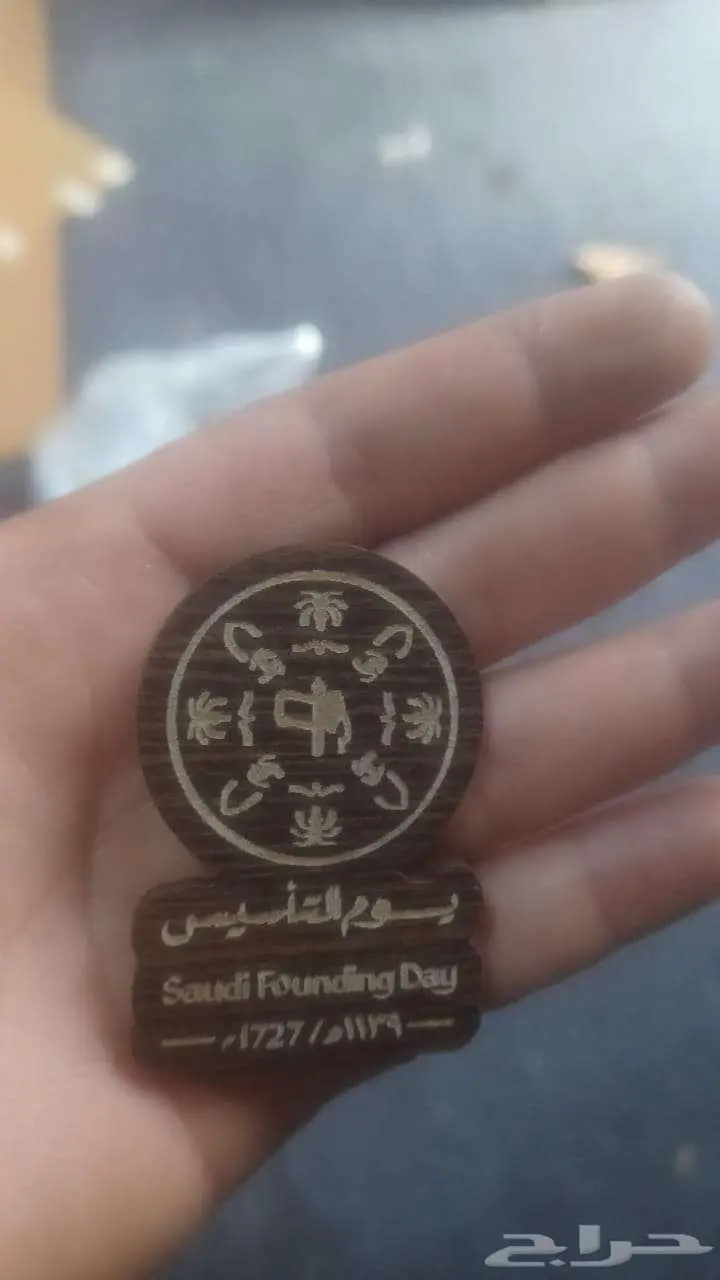 يوم التأسيس
Saudi Founding Day
١١٣٩هـ/ 1727م
حراج